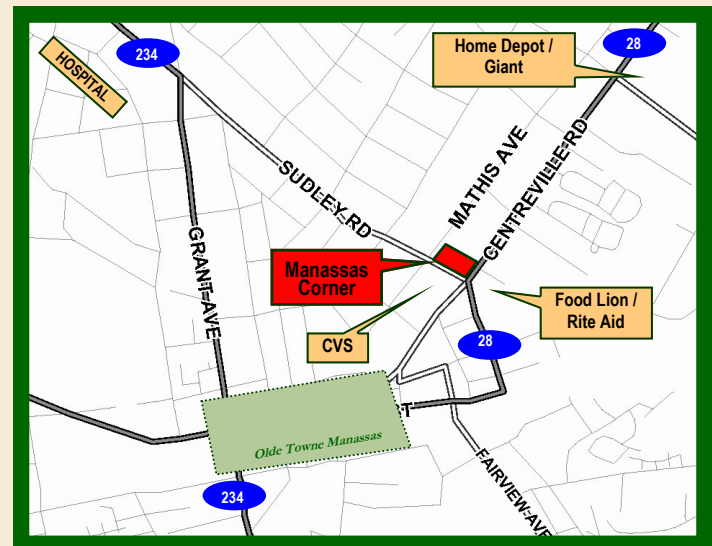 234
HOSPITAL
Home Depot /
Giant
28
SUDLEY RD
MATHIS AVE
CENTREVILLE RD
GRANT AVE
Manassas
Corner
Food Lion /
Rite Aid
CVS
28
T
Olde Towne Manassas
FAIRVIEW AVE
234